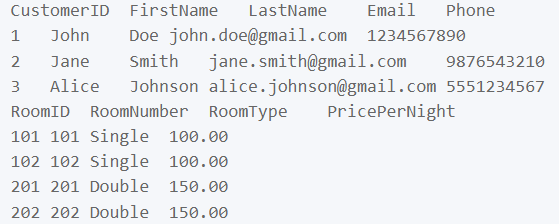 CustomerID FirstName LastName Email Phone
1 John Doe john.doe@gmail.com 1234567890
2 Jane Smith jane.smith@gmail.com 9876543210
3 Alice Johnson alice.johnson@gmail.com 5551234567
RoomID RoomNumber RoomType PricePerNight
101 101 Single 100.00
102 102 Single 100.00
201 201 Double 150.00
202 202 Double 150.00